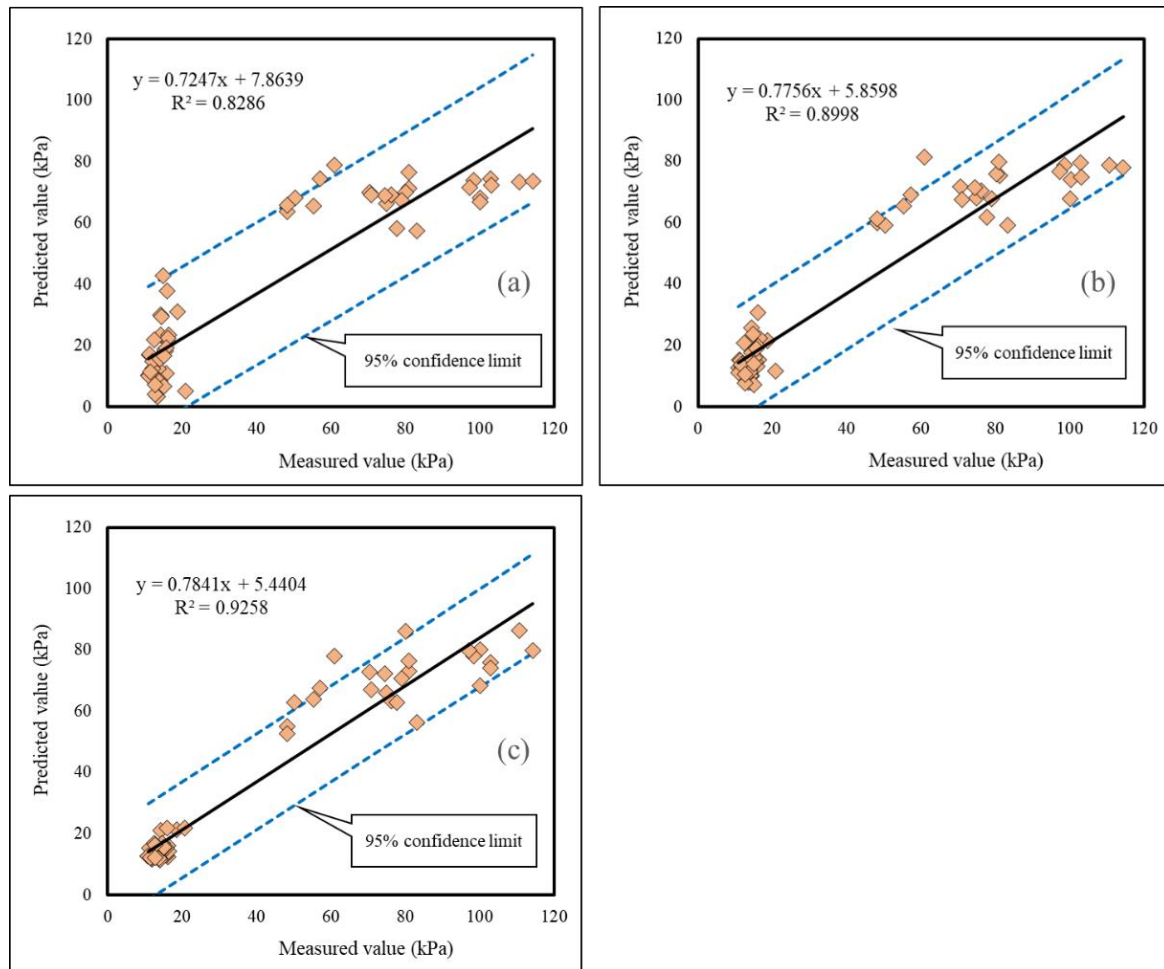 120
100
80
60
40
20
0
Predicted value (kPa)
y = 0.7247x + 7.8639
R² = 0.8286
(a)
95% confidence limit
0 20 40 60 80 100 120
Measured value (kPa)
120
100
80
60
40
20
0
Predicted value (kPa)
y = 0.7756x + 5.8598
R² = 0.8998
(b)
95% confidence limit
0 20 40 60 80 100 120
Measured value (kPa)
120
100
80
60
40
20
0
Predicted value (kPa)
y = 0.7841x + 5.4404
R² = 0.9258
(c)
95% confidence limit
0 20 40 60 80 100 120
Measured value (kPa)